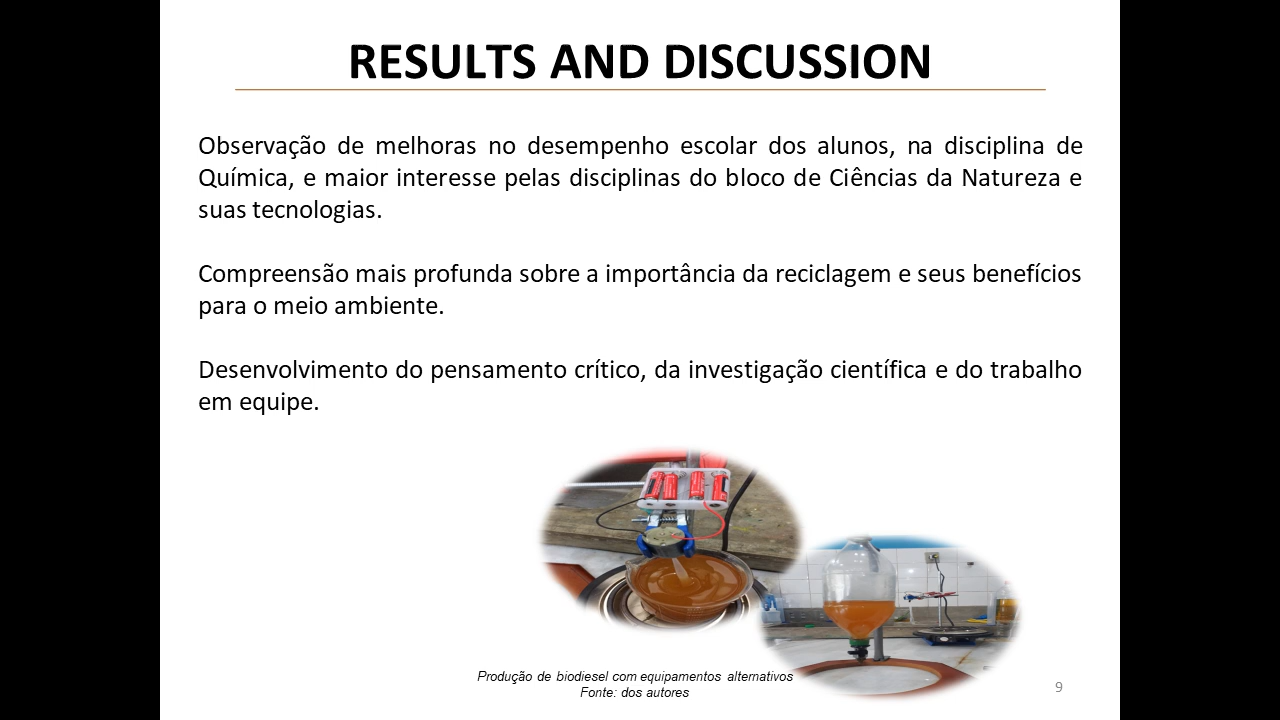 RESULTS AND DISCUSSION
Observação de melhoras no desempenho escolar dos alunos, na disciplina de
Química, e maior interesse pelas disciplinas do bloco de Ciências da Natureza e
suas tecnologias.
Compreensão mais profunda sobre a importância da reciclagem e seus benefícios
para o meio ambiente.
Desenvolvimento do pensamento crítico, da investigação científica e do trabalho
em equipe.
Produção de biodiesel com equipamentos alternativos
Fonte: dos autores
9